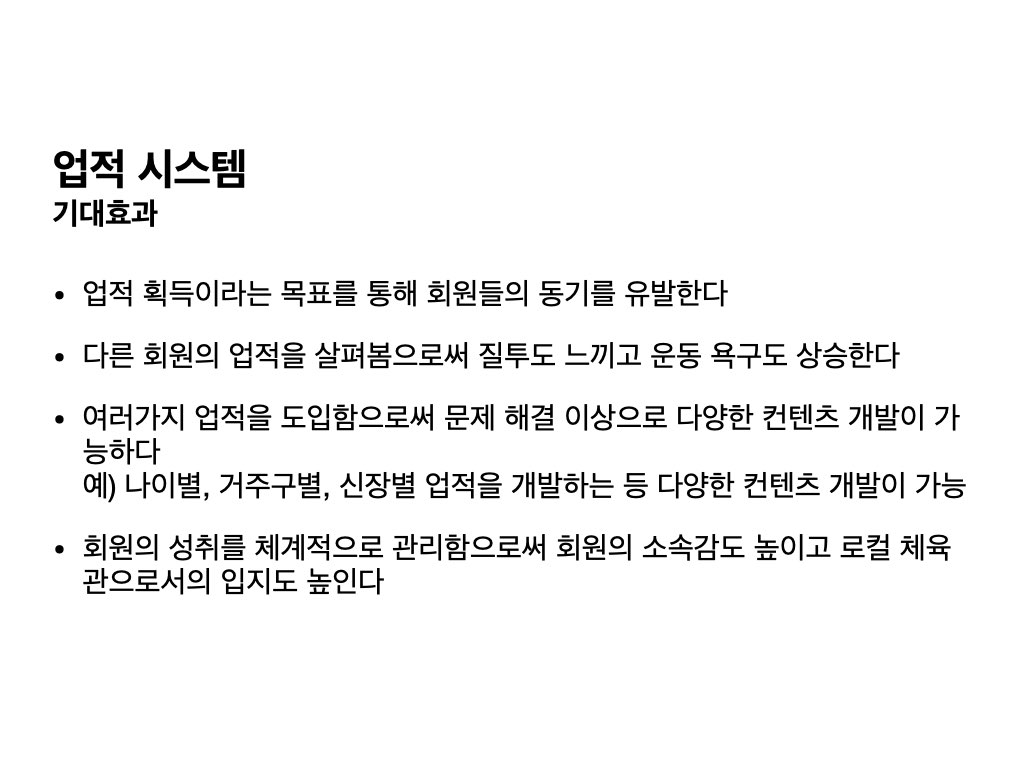 업적 시스템
기대효과
• 업적 획득이라는 목표를 통해 회원들의 동기를 유발한다
• 다른 회원의 업적을 살펴봄으로써 질투도 느끼고 운동 욕구도 상승한다
• 여러가지 업적을 도입함으로써 문제 해결 이상으로 다양한 컨텐츠 개발이 가
능하다
예) 나이별, 거주구별, 신장별 업적을 개발하는 등 다양한 컨텐츠 개발이 가능
• 회원의 성취를 체계적으로 관리함으로써 회원의 소속감도 높이고 로컬 체육
관으로서의 입지도 높인다